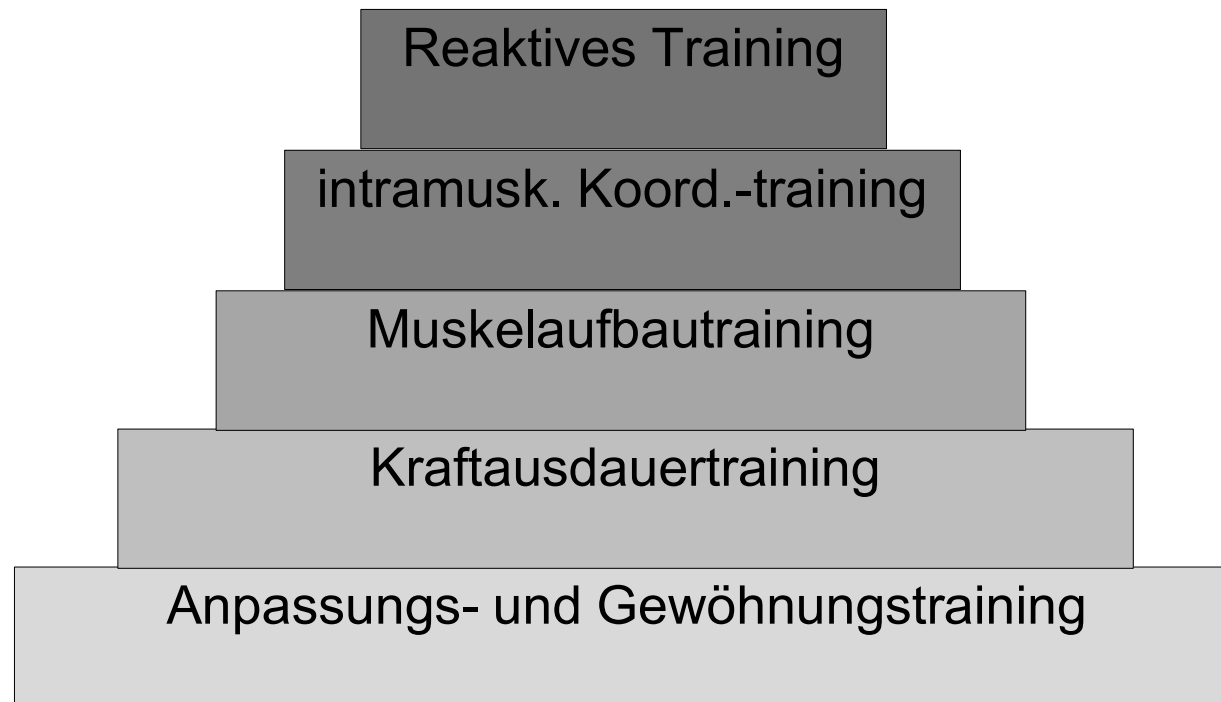 Reaktives Training
intramusk. Koord.-training
Muskelaufbautraining
Kraftausdauertraining
Anpassungs- und Gewöhnungstraining